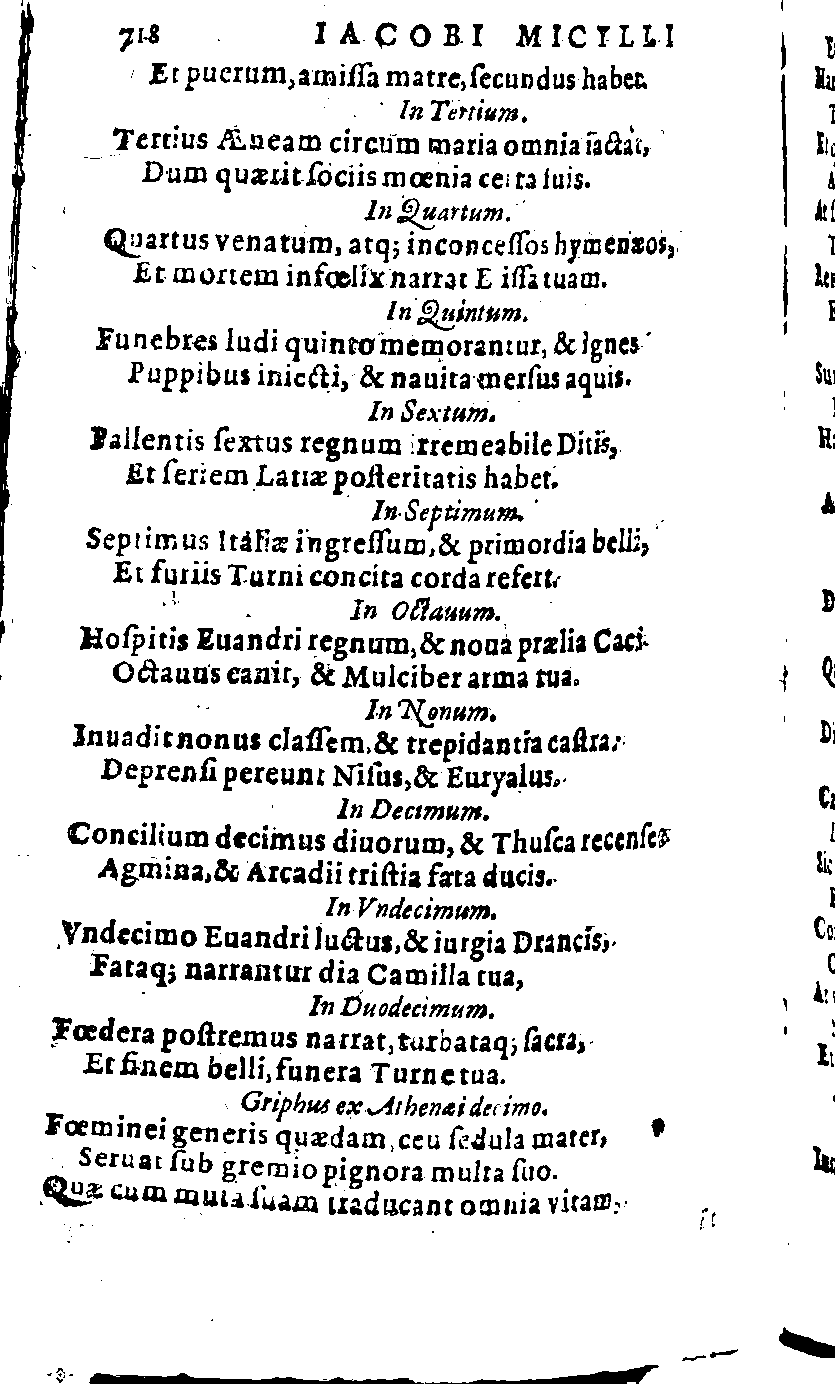 718 IACOBI MICYLLI
Et puerum, amiſſa matre, ſecundus habet.
In Tertium.
Tertius Æneam circum maria omnia iactat,
Dum quærit ſociis mœnia certa ſuis.
In Quartum.
Quartus venatum, atq; inconceſſos hymenæos,
Et mortem infœlix narrat E iſſa tuam.
In Quintum.
Funebres ludi quinto memorantur, & ignes
Puppibus iniecti, & nauita merſus aquis.
In Sextum.
Pallentis ſextus regnum irremeabile Ditis,
Et ſeriem Latiæ poſteritatis habet.
In Septimum.
Septimus Italiæ ingreſſum, & primordia belli,
Et furiis Turni concita corda refert.
In Octauum.
Hoſpitis Euandri regnum, & noua prælia Caci
Octauus canit, & Mulciber arma tua.
In Nonum.
Inuadit nonus claſſem, & trepidantia caſtra:
Deprenſi pereunt Niſus, & Euryalus.
In Decimum.
Concilium decimus diuorum, & Thuſca recenſet
Agmina, & Arcadii triſtia fata ducis.
In Vndecimum.
Vndecimo Euandri luctus, & iurgia Drancis,
Fataq; narrantur dia Camilla tua,
In Duodecimum.
Fœdera poſtremus narrat, turbataq; ſacra,
Et finem belli, funera Turne tua.
Griphus ex Athenæi decimo.
Fœminei generis quædam, ceu ſedula mater,
Seruat ſub gremio pignora multa ſuo.
Quæ cum muta ſuam traducant omnia vitam,